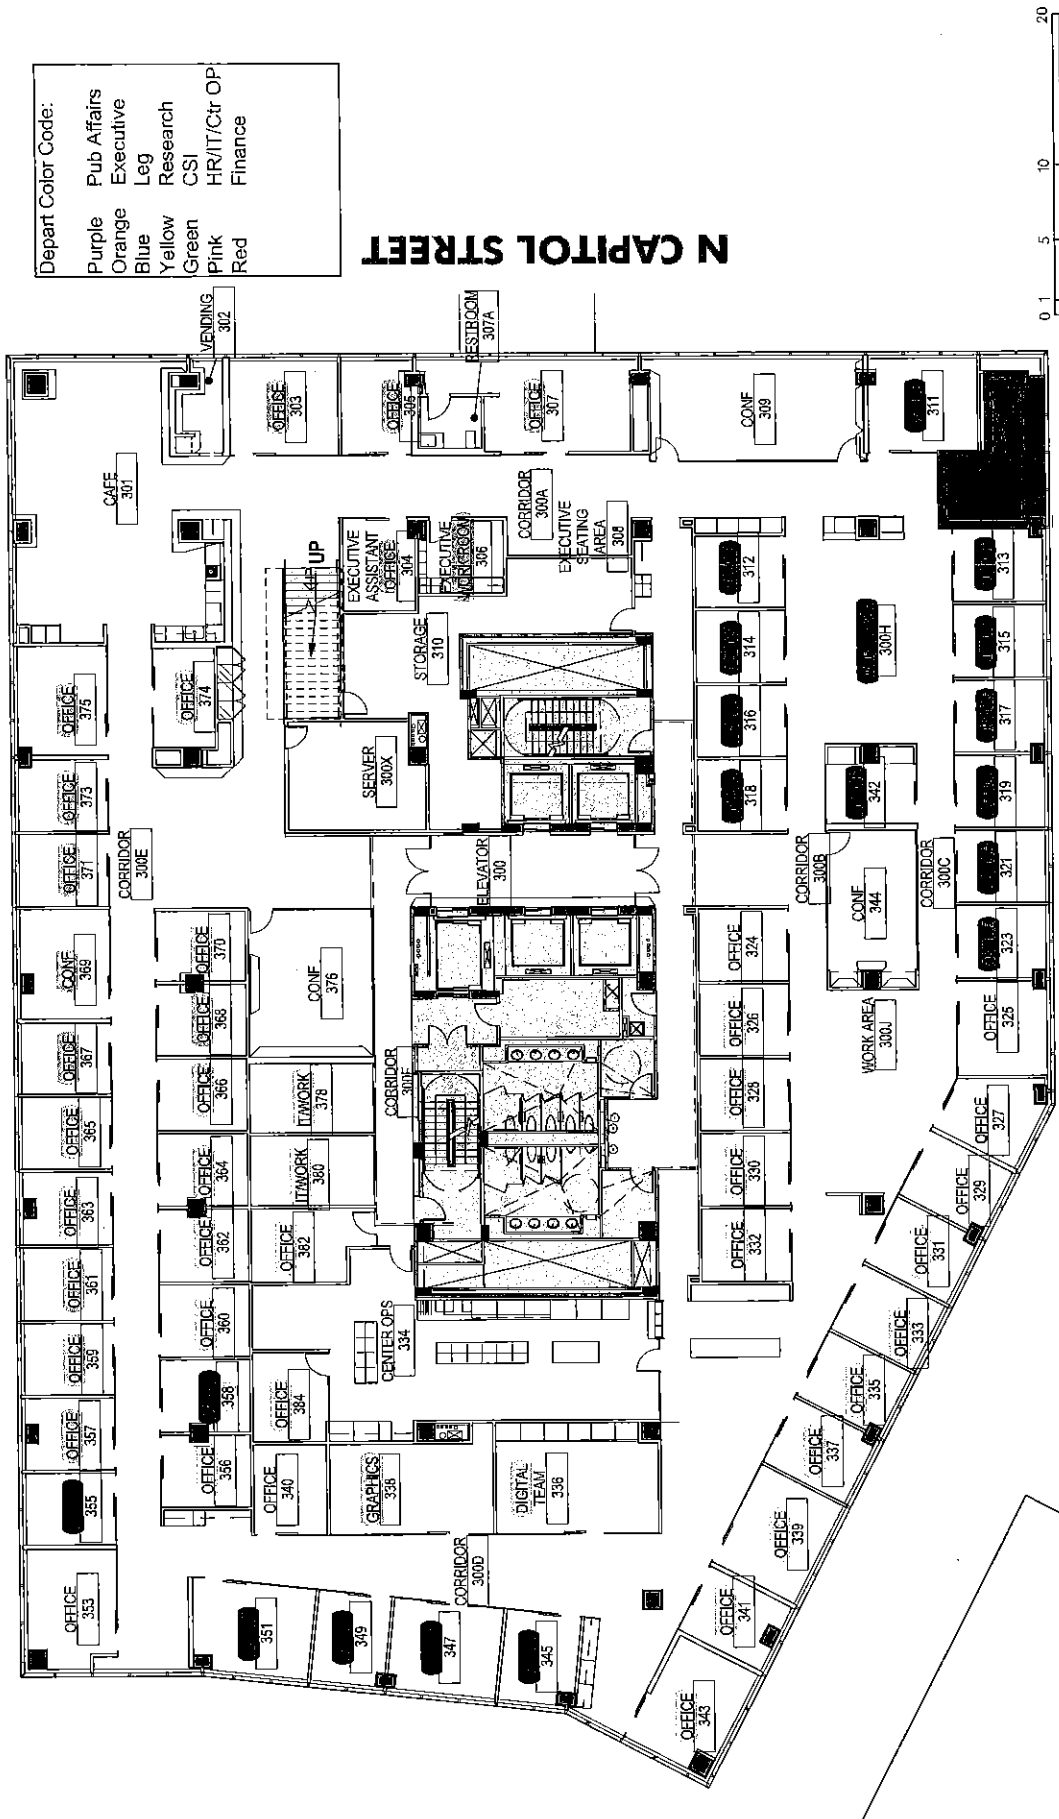 Depart Color Code:
Purple Pub Affairs
Orange Executive
Blue Leg
Yellow Research
Green CSI
Pink HR/IT/Ctr OP
Red Finance
N CAPITOL STREET
0 1 5 10 20
CAFE
301
VENDING
302
OFFICE
303
OFFICE
305
RESTROOM
307A
OFFICE
307
CONF
309
311
EXECUTIVE
ASSISTANT
OFFICE
304
EXECUTIVE
WORKROOM
306
CORRIDOR
300A
EXECUTIVE
SEATING
AREA
308
UP
STORAGE
310
SERVER
300X
ELEVATOR
300
312
314
316
318
300H
313
315
317
319
321
323
342
CORRIDOR
300B
CONF
344
CORRIDOR
300C
WORK AREA
300J
OFFICE
324
OFFICE
326
OFFICE
328
OFFICE
330
OFFICE
332
OFFICE
325
OFFICE
327
OFFICE
329
OFFICE
331
OFFICE
333
OFFICE
335
OFFICE
337
OFFICE
339
OFFICE
341
OFFICE
343
345
347
349
351
OFFICE
353
355
OFFICE
357
OFFICE
359
OFFICE
361
OFFICE
363
OFFICE
365
OFFICE
367
CONF
369
OFFICE
371
OFFICE
373
OFFICE
375
OFFICE
374
CORRIDOR
300E
OFFICE
370
OFFICE
368
OFFICE
366
OFFICE
364
OFFICE
362
OFFICE
360
358
OFFICE
356
CONF
376
ITWORK
378
ITWORK
380
OFFICE
382
CORRIDOR
300F
CENTER OPS
334
OFFICE
384
OFFICE
340
GRAPHICS
338
DIGITAL
TEAM
336
CORRIDOR
300D